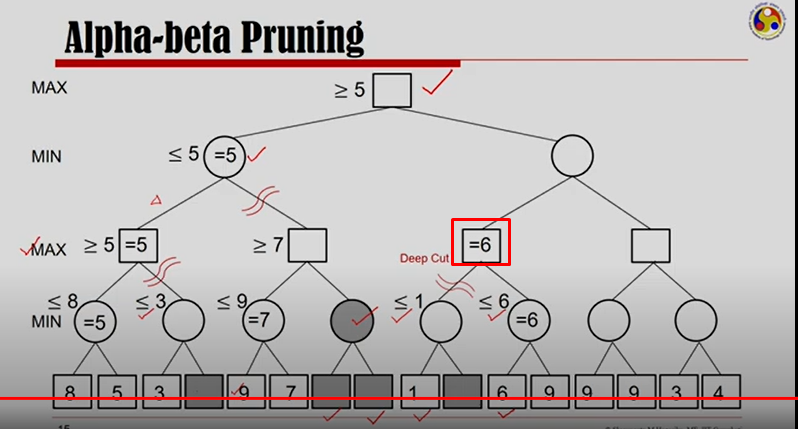 Alpha-beta Pruning
MAX ≥ 5
MIN ≤ 5 =5
MAX ≥ 5 =5 ≥ 7 =6
Deep Cut
≤ 8 ≤ 3 ≤ 9 ≤ 1 ≤ 6
MIN =5 =7 =6
8 5 3 9 7 1 6 9 9 9 3 4
15